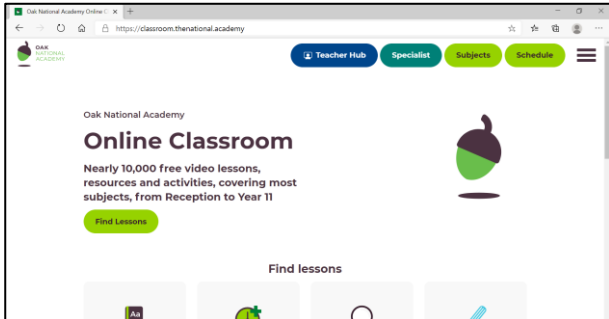 Oak National Academy Online Cl
https://classroom.thenational.academy
OAK
NATIONAL
ACADEMY
Teacher Hub
Specialist
Subjects
Schedule
Oak National Academy
Online Classroom
Nearly 10,000 free video lessons,
resources and activities, covering most
subjects, from Reception to Year 11
Find Lessons
Find lessons
Aa